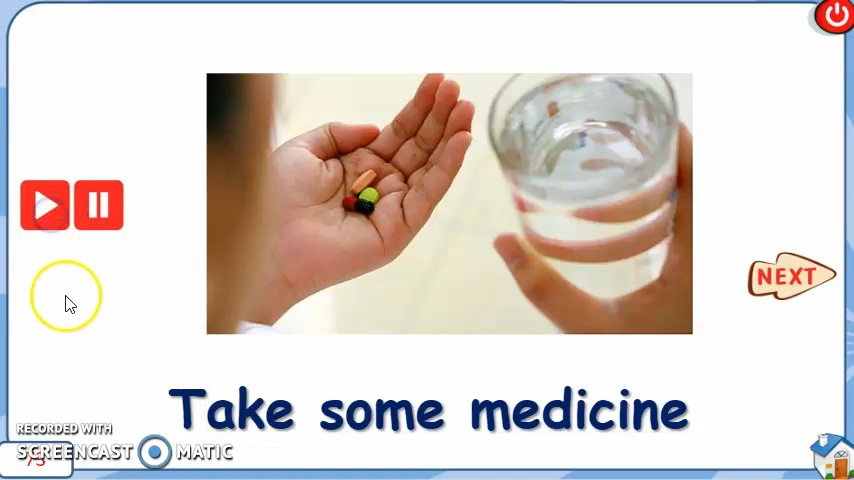 NEXT
Take some medicine
RECORDED WITH
SCREENCAST MATIC